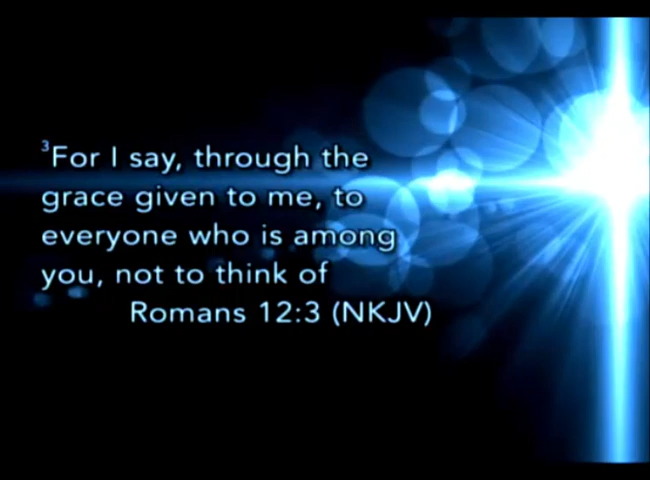 ³For I say, through the
grace given to me, to
everyone who is among
you, not to think of
Romans 12:3 (NKJV)